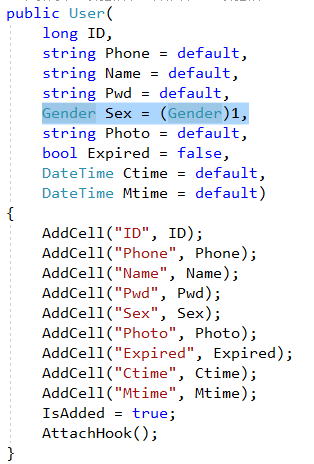 public User(
    long ID,
    string Phone = default,
    string Name = default,
    string Pwd = default,
    Gender Sex = (Gender)1,
    string Photo = default,
    bool Expired = false,
    DateTime Ctime = default,
    DateTime Mtime = default)
{
    AddCell("ID", ID);
    AddCell("Phone", Phone);
    AddCell("Name", Name);
    AddCell("Pwd", Pwd);
    AddCell("Sex", Sex);
    AddCell("Photo", Photo);
    AddCell("Expired", Expired);
    AddCell("Ctime", Ctime);
    AddCell("Mtime", Mtime);
    IsAdded = true;
    AttachHook();
}